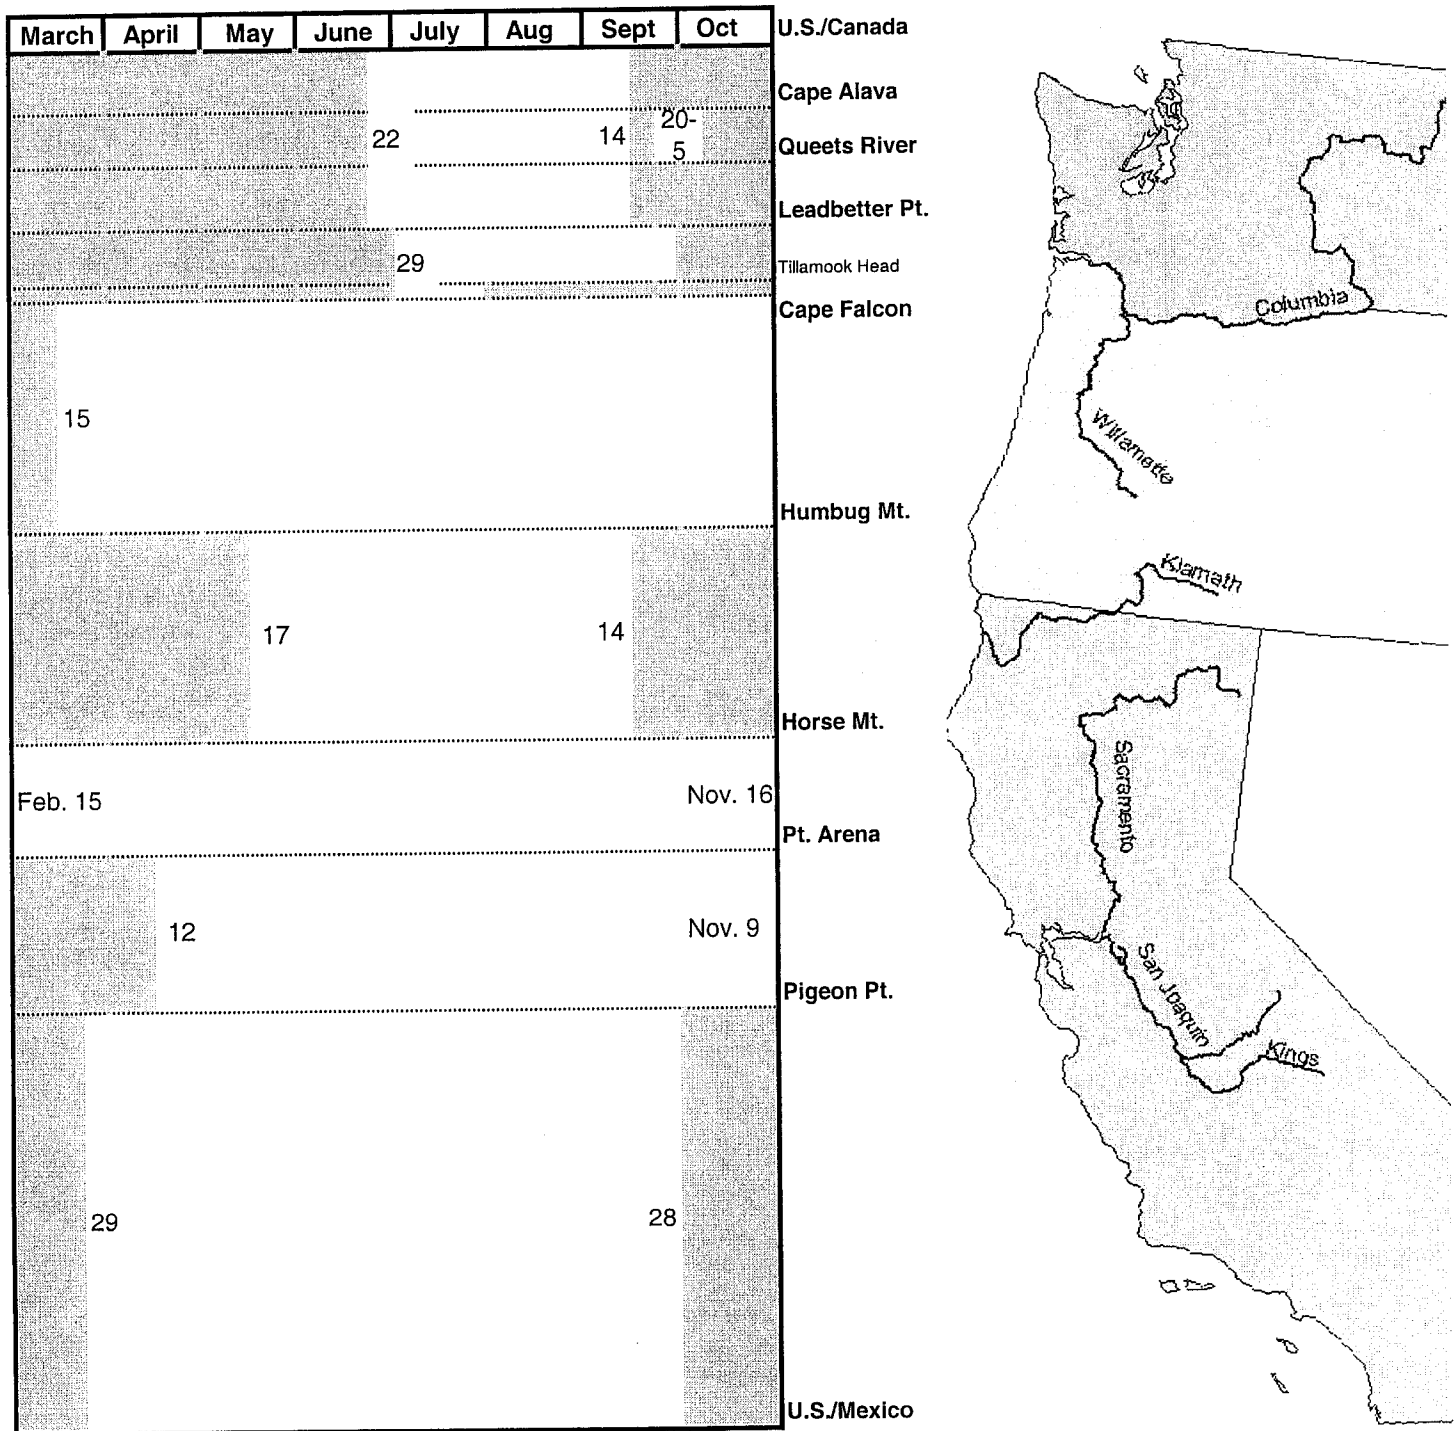 March April May June July Aug Sept Oct
U.S./Canada
Cape Alava
22 14 20-
5
Queets River
Leadbetter Pt.
29
Tillamook Head
Cape Falcon
15
Humbug Mt.
17 14
Horse Mt.
Feb. 15 Nov. 16
Pt. Arena
12 Nov. 9
Pigeon Pt.
29 28
U.S./Mexico
Columbia
Willamette
Klamath
Sacramento
San Joaquin
Kings